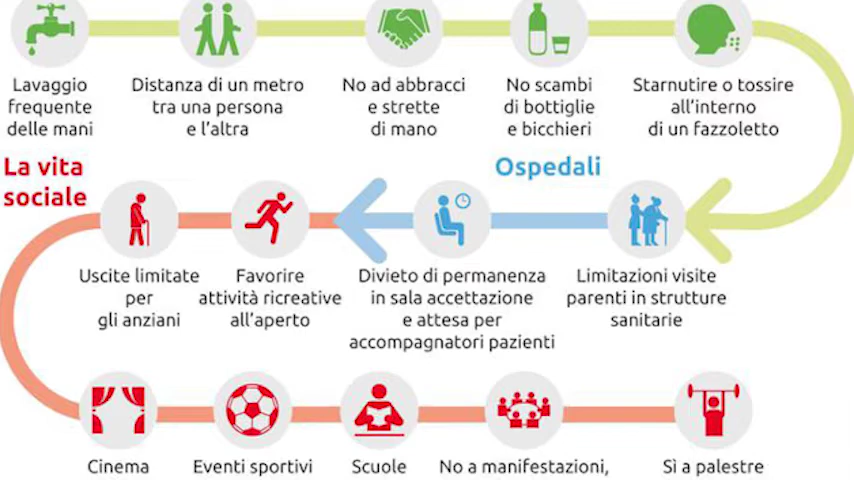 Lavaggio
frequente
delle mani
Distanza di un metro
tra una persona
e l'altra
No ad abbracci
e strette
di mano
No scambi
di bottiglie
e bicchieri
Starnutire o tossire
all'interno
di un fazzoletto
Ospedali
Limitazioni visite
parenti in strutture
sanitarie
Divieto di permanenza
in sala accettazione
e attesa per
accompagnatori pazienti
La vita
sociale
Favorire
attività ricreative
all'aperto
Uscite limitate
per
gli anziani
Cinema
Eventi sportivi
Scuole
No a manifestazioni,
Sì a palestre